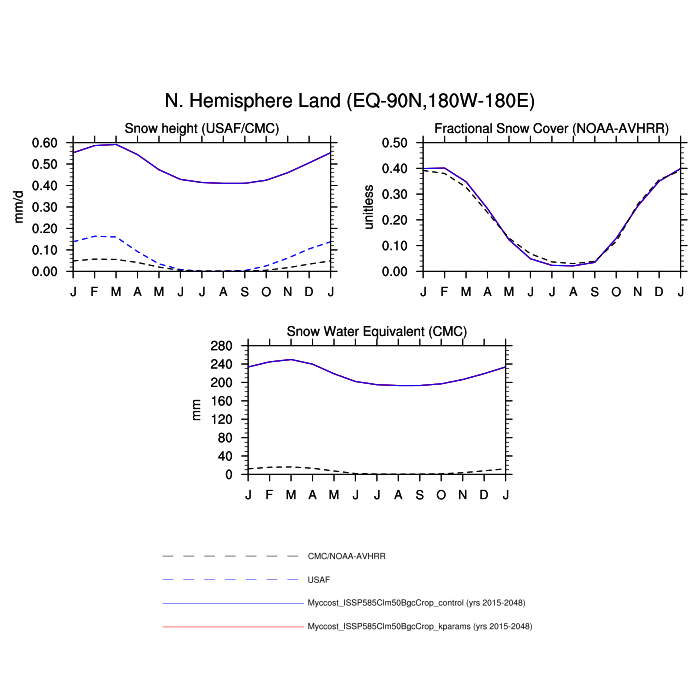 N. Hemisphere Land (EQ-90N,180W-180E)
Snow height (USAF/CMC)
0.60
0.50
0.40
0.30
0.20
0.10
0.00
mm/d
J F M A M J J A S O N D J
Fractional Snow Cover (NOAA-AVHRR)
0.50
0.40
0.30
0.20
0.10
0.00
unitless
J F M A M J J A S O N D J
Snow Water Equivalent (CMC)
280
240
200
160
120
80
40
0
mm
J F M A M J J A S O N D J
CMC/NOAA-AVHRR
USAF
Myccost_ISSP585Clm50BgcCrop_control (yrs 2015-2048)
Myccost_ISSP585Clm50BgcCrop_kparams (yrs 2015-2048)